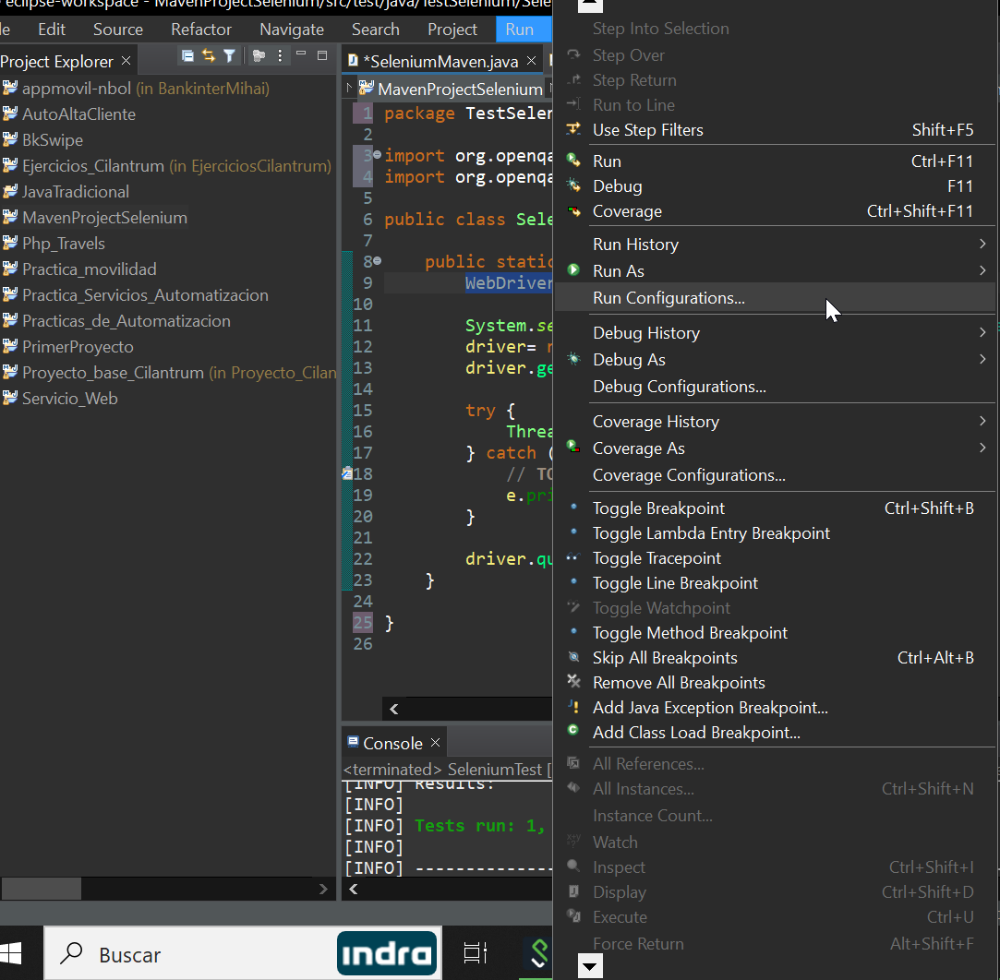 eclipse-workspace - MavenProjectSelenium/src/test/java/TestSelenium/Sele
le Edit Source Refactor Navigate Search Project Run
Project Explorer
appmovil-nbol (in BankinterMihai)
AutoAltaCliente
BkSwipe
Ejercicios_Cilantrum (in EjerciciosCilantrum)
JavaTradicional
MavenProjectSelenium
Php_Travels
Practica_movilidad
Practica_Servicios_Automatizacion
Practicas_de_Automatizacion
PrimerProyecto
Proyecto_base_Cilantrum (in Proyecto_Cilan
Servicio_Web
*SeleniumMaven.java
MavenProjectSelenium
1 package TestSelen
2
3 import org.openqa
4 import org.openqa
5
6 public class Sele
7
8 public static
9 WebDriver
10
11 System.se
12 driver= n
13 driver.ge
14
15 try {
16 Threa
17 } catch (
18 // TO
19 e.pri
20 }
21
22 driver.qu
23 }
24
25 }
26
Console
<terminated> SeleniumTest [
[INFO] Results:
[INFO]
[INFO] Tests run: 1,
[INFO]
[INFO] --------------
Step Into Selection
Step Over
Step Return
Run to Line
Use Step Filters Shift+F5
Run Ctrl+F11
Debug F11
Coverage Ctrl+Shift+F11
Run History
Run As
Run Configurations...
Debug History
Debug As
Debug Configurations...
Coverage History
Coverage As
Coverage Configurations...
Toggle Breakpoint Ctrl+Shift+B
Toggle Lambda Entry Breakpoint
Toggle Tracepoint
Toggle Line Breakpoint
Toggle Watchpoint
Toggle Method Breakpoint
Skip All Breakpoints Ctrl+Alt+B
Remove All Breakpoints
Add Java Exception Breakpoint...
Add Class Load Breakpoint...
All References...
All Instances... Ctrl+Shift+N
Instance Count...
Watch
Inspect Ctrl+Shift+I
Display Ctrl+Shift+D
Execute Ctrl+U
Force Return Alt+Shift+F
Buscar
indra